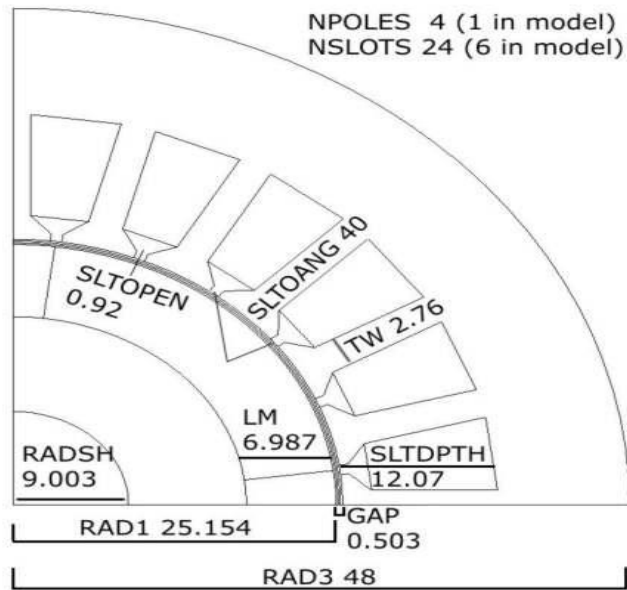 NPOLES 4 (1 in model)
NSLOTS 24 (6 in model)
SLTOPEN
0.92
SLTOANG 40
TW 2.76
LM
6.987
SLTDPTH
12.07
RADSH
9.003
RAD1 25.154
GAP
0.503
RAD3 48